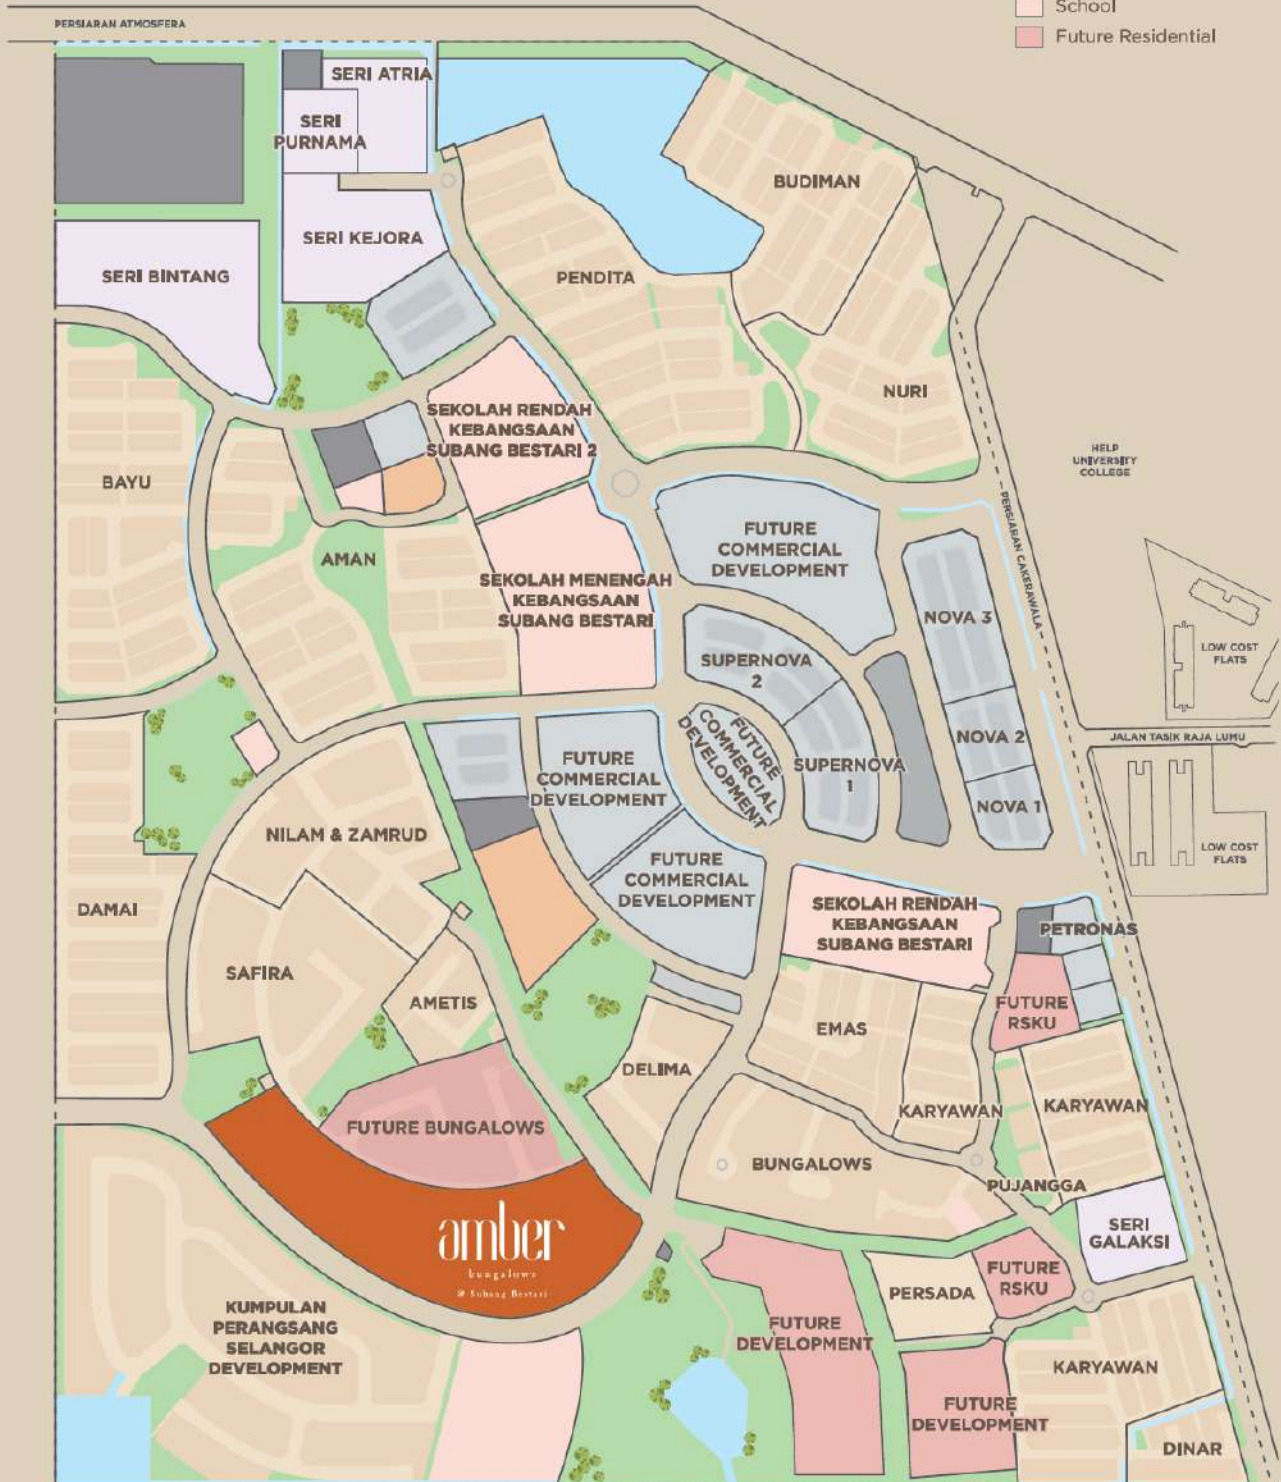 School
Future Residential
PERSIARAN ATMOSFERA
SERI ATRIA
SERI
PURNAMA
BUDIMAN
SERI KEJORA
SERI BINTANG
PENDITA
NURI
SEKOLAH RENDAH
KEBANGSAAN
SUBANG BESTARI 2
HELP
UNIVERSITY
COLLEGE
BAYU
PERSIARAN CAKERAWALA
FUTURE
COMMERCIAL
DEVELOPMENT
AMAN
SEKOLAH MENENGAH
KEBANGSAAN
SUBANG BESTARI
NOVA 3
LOW COST
FLATS
SUPERNOVA
2
FUTURE
COMMERCIAL
DEVELOPMENT
NOVA 2
JALAN TASIK RAJA LUMU
FUTURE
COMMERCIAL
DEVELOPMENT
SUPERNOVA
1
NOVA 1
NILAM & ZAMRUD
LOW COST
FLATS
FUTURE
COMMERCIAL
DEVELOPMENT
DAMAI
SEKOLAH RENDAH
KEBANGSAAN
SUBANG BESTARI
PETRONAS
SAFIRA
AMETIS
FUTURE
RSKU
EMAS
DELIMA
KARYAWAN
KARYAWAN
FUTURE BUNGALOWS
BUNGALOWS
PUJANGGA
amber
bungalows
@ Subang Bestari
SERI
GALAKSI
FUTURE
RSKU
PERSADA
KUMPULAN
PERANGSANG
SELANGOR
DEVELOPMENT
FUTURE
DEVELOPMENT
KARYAWAN
FUTURE
DEVELOPMENT
DINAR